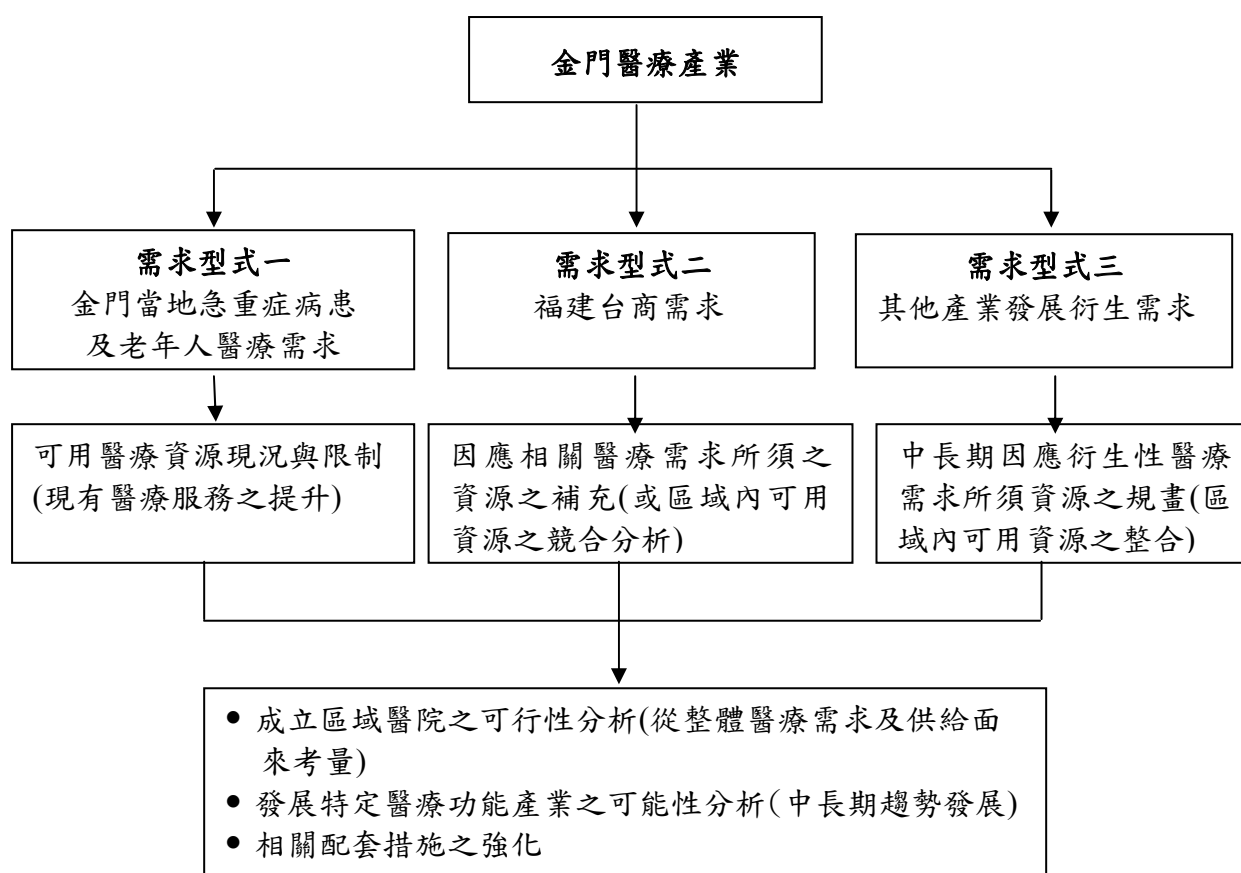 金門醫療產業
需求型式一
金門當地急重症病患
及老年人醫療需求
需求型式二
福建台商需求
需求型式三
其他產業發展衍生需求
可用醫療資源現況與限制
(現有醫療服務之提升)
因應相關醫療需求所須之
資源之補充(或區域內可用
資源之競合分析)
中長期因應衍生性醫療
需求所須資源之規畫(區
域內可用資源之整合)
• 成立區域醫院之可行性分析(從整體醫療需求及供給面
來考量)
• 發展特定醫療功能產業之可能性分析(中長期趨勢發展)
• 相關配套措施之強化